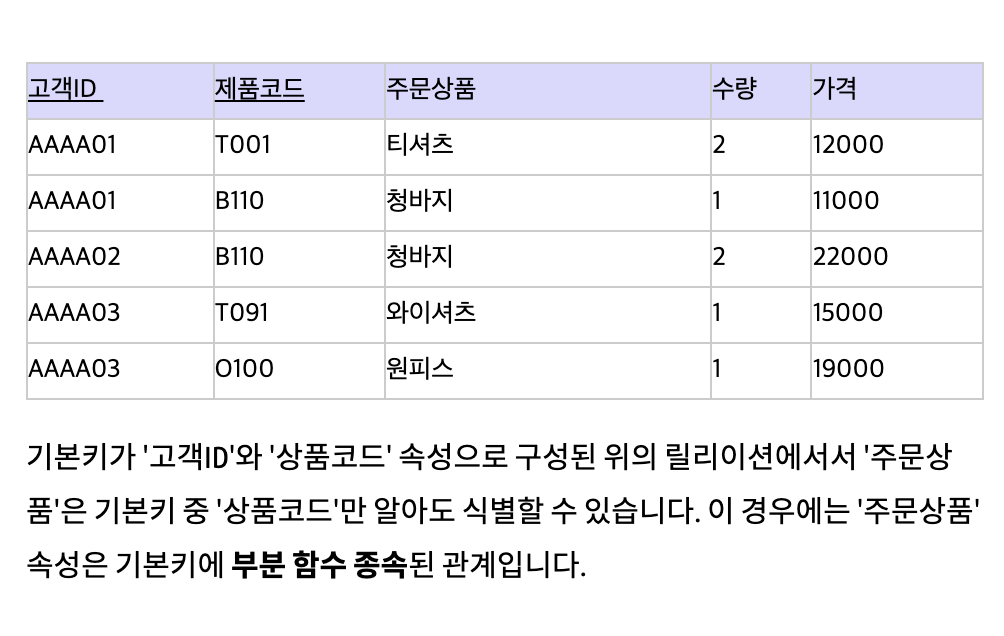 고객ID 제품코드 주문상품 수량 가격
AAAA01 T001 티셔츠 2 12000
AAAA01 B110 청바지 1 11000
AAAA02 B110 청바지 2 22000
AAAA03 T091 와이셔츠 1 15000
AAAA03 O100 원피스 1 19000
기본키가 '고객ID'와 '상품코드' 속성으로 구성된 위의 릴리이션에서서 '주문상
품'은 기본키 중 '상품코드'만 알아도 식별할 수 있습니다. 이 경우에는 '주문상품'
속성은 기본키에 부분 함수 종속된 관계입니다.